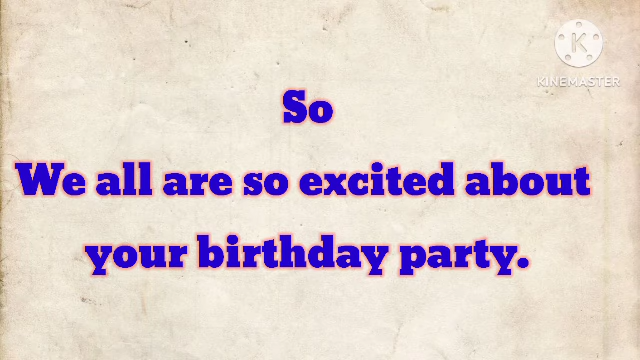 KINEMASTER
So
We all are so excited about
your birthday party.